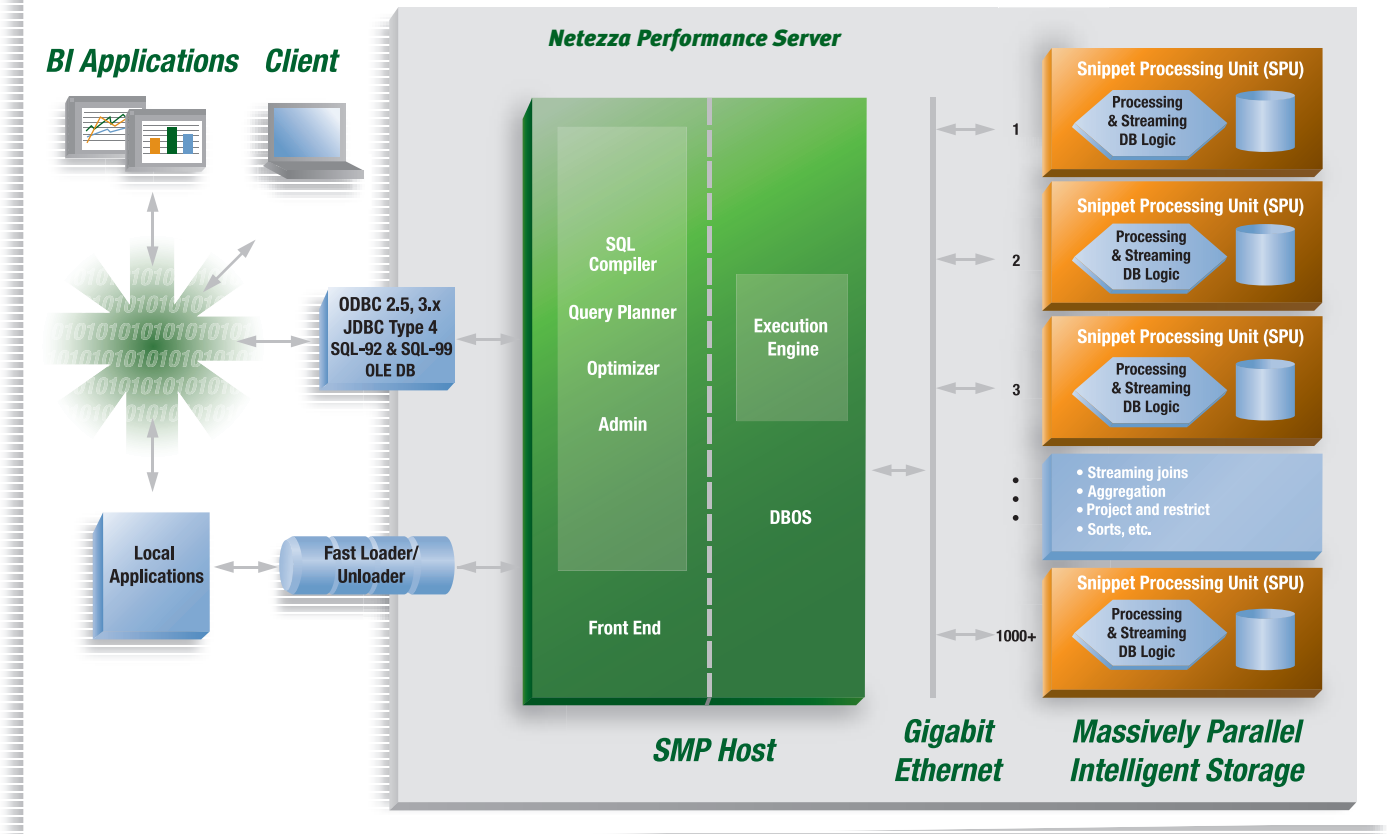 Netezza Performance Server
BI Applications
Client
ODBC 2.5, 3.x
JDBC Type 4
SQL-92 & SQL-99
OLE DB
Local
Applications
Fast Loader/
Unloader
SQL
Compiler
Query Planner
Optimizer
Admin
Front End
Execution
Engine
DBOS
SMP Host
1
2
3
1000+
Gigabit
Ethernet
Snippet Processing Unit (SPU)
Processing
& Streaming
DB Logic
Snippet Processing Unit (SPU)
Processing
& Streaming
DB Logic
Snippet Processing Unit (SPU)
Processing
& Streaming
DB Logic
• Streaming joins
• Aggregation
• Project and restrict
• Sorts, etc.
Snippet Processing Unit (SPU)
Processing
& Streaming
DB Logic
Massively Parallel
Intelligent Storage